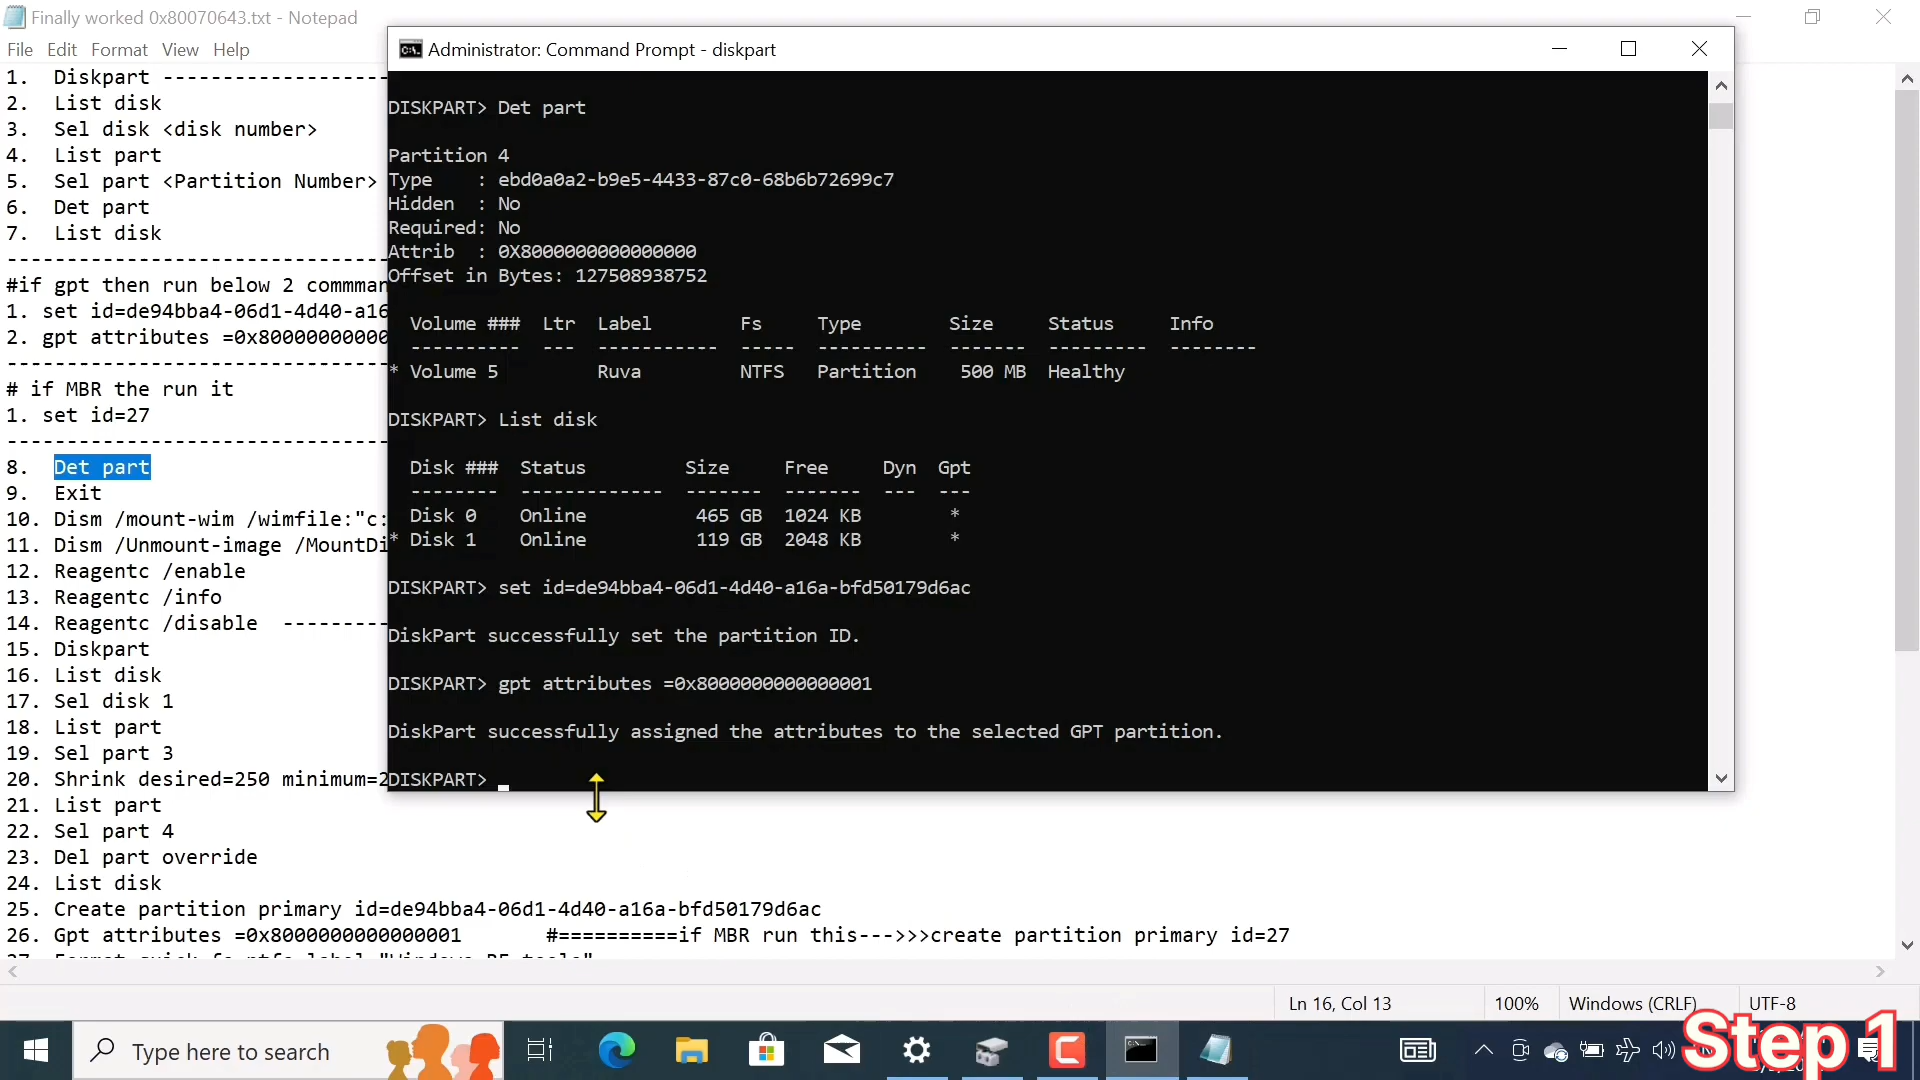 Finally worked 0x80070643.txt - Notepad
File Edit Format View Help
1. Diskpart -------------------
2. List disk
3. Sel disk <disk number>
4. List part
5. Sel part <Partition Number>
6. Det part
7. List disk
--------------------------------
#if gpt then run below 2 commman
1. set id=de94bba4-06d1-4d40-a16
2. gpt attributes =0x80000000000
--------------------------------
# if MBR the run it
1. set id=27
--------------------------------
8. Det part
9. Exit
10. Dism /mount-wim /wimfile:"c:
11. Dism /Unmount-image /MountDi
12. Reagentc /enable
13. Reagentc /info
14. Reagentc /disable ---------
15. Diskpart
16. List disk
17. Sel disk 1
18. List part
19. Sel part 3
20. Shrink desired=250 minimum=2
21. List part
22. Sel part 4
23. Del part override
24. List disk
25. Create partition primary id=de94bba4-06d1-4d40-a16a-bfd50179d6ac
26. Gpt attributes =0x8000000000000001 #==========if MBR run this--->>>create partition primary id=27
Administrator: Command Prompt - diskpart
DISKPART> Det part
Partition 4
Type : ebd0a0a2-b9e5-4433-87c0-68b6b72699c7
Hidden : No
Required: No
Attrib : 0X8000000000000000
Offset in Bytes: 127508938752
Volume ### Ltr Label Fs Type Size Status Info
---------- --- ----------- ----- ---------- ------- --------- --------
* Volume 5 Ruva NTFS Partition 500 MB Healthy
DISKPART> List disk
Disk ### Status Size Free Dyn Gpt
-------- ------------- ------- ------- --- ---
Disk 0 Online 465 GB 1024 KB *
* Disk 1 Online 119 GB 2048 KB *
DISKPART> set id=de94bba4-06d1-4d40-a16a-bfd50179d6ac
DiskPart successfully set the partition ID.
DISKPART> gpt attributes =0x8000000000000001
DiskPart successfully assigned the attributes to the selected GPT partition.
DISKPART>
Ln 16, Col 13 100% Windows (CRLF) UTF-8
Type here to search
Step 1